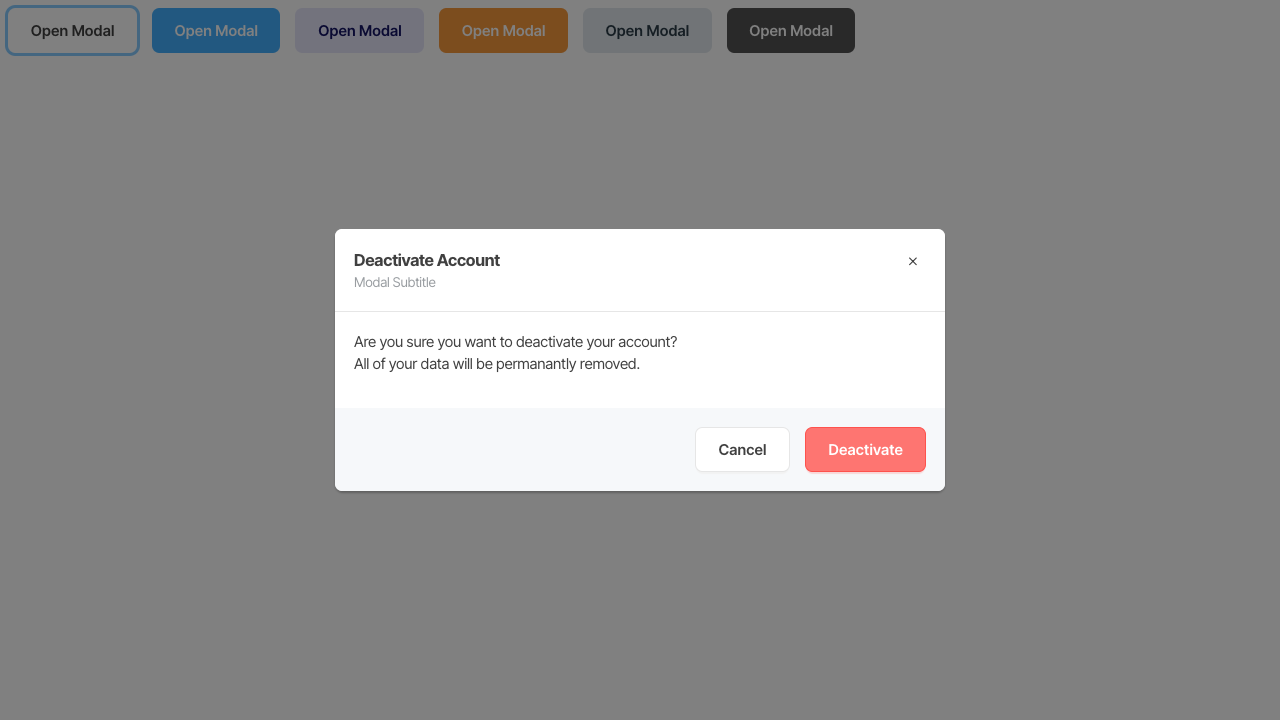 Open Modal Open Modal Open Modal Open Modal Open Modal Open Modal
Deactivate Account
Modal Subtitle
Are you sure you want to deactivate your account?
All of your data will be permanantly removed.
Cancel Deactivate